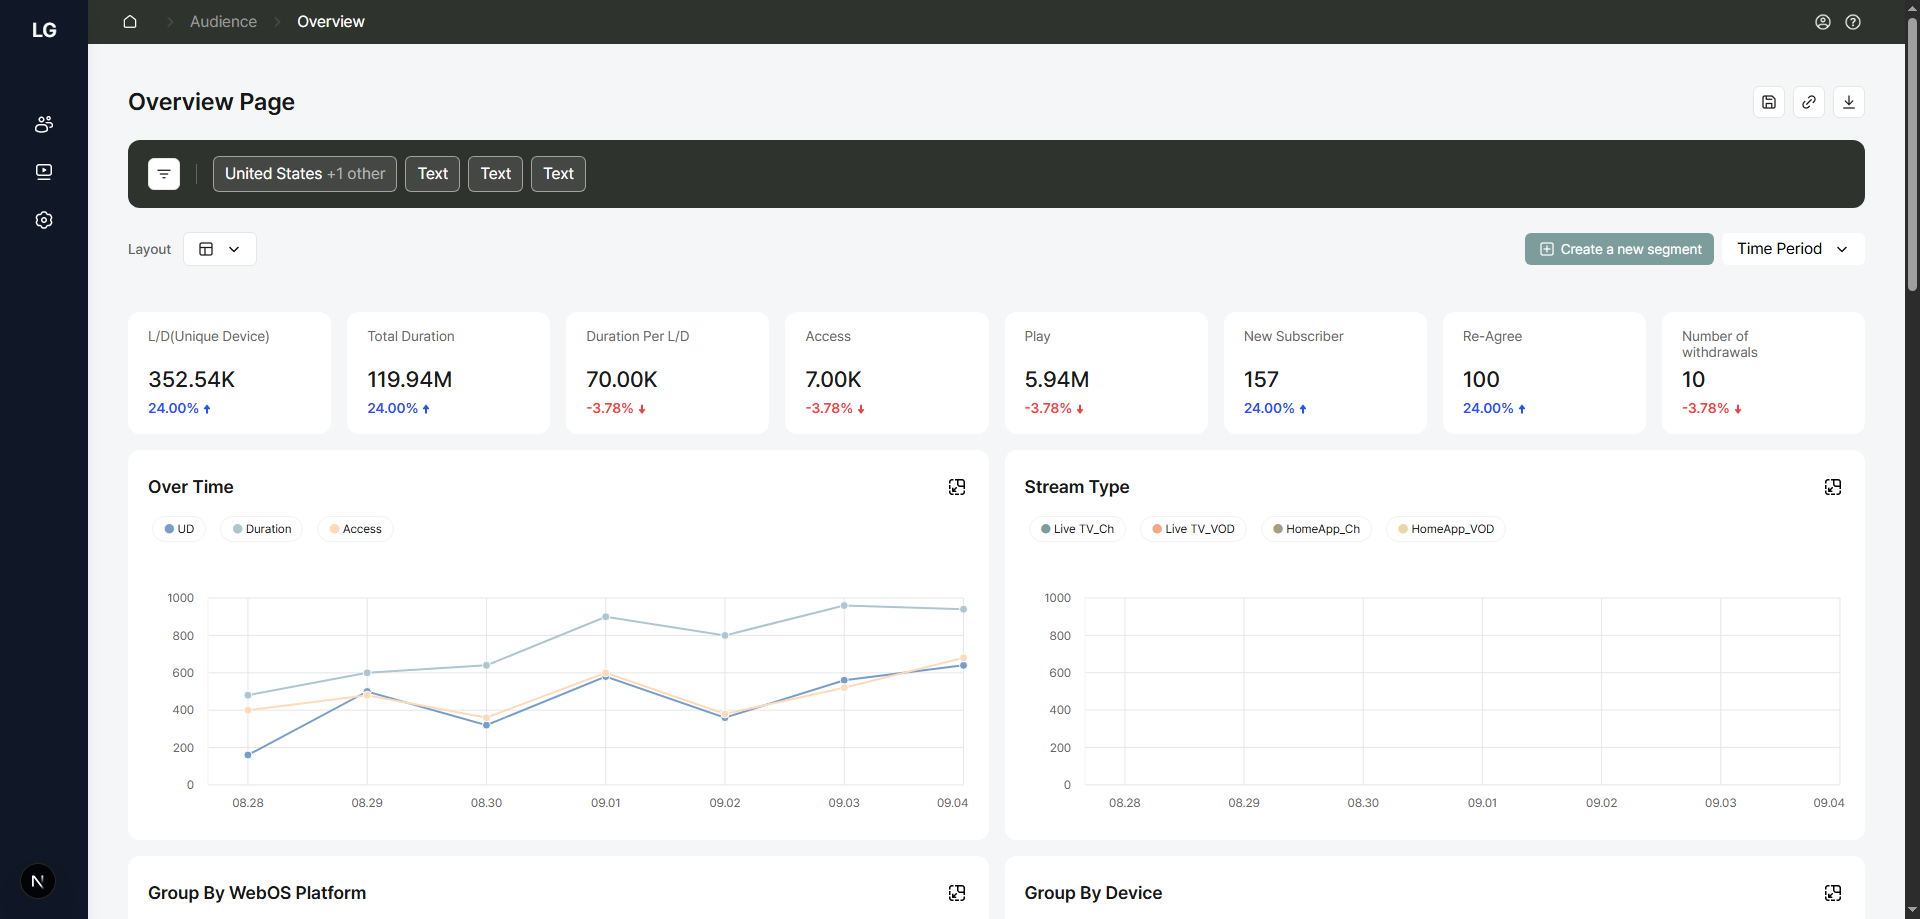 LG
Audience
Overview
Overview Page
United States +1 other
Text
Text
Text
Layout
Create a new segment
Time Period
L/D(Unique Device)
352.54K
24.00%
Total Duration
119.94M
24.00%
Duration Per L/D
70.00K
-3.78%
Access
7.00K
-3.78%
Play
5.94M
-3.78%
New Subscriber
157
24.00%
Re-Agree
100
24.00%
Number of
withdrawals
10
-3.78%
Over Time
UD
Duration
Access
1000
800
600
400
200
0
08.28
08.29
08.30
09.01
09.02
09.03
09.04
Stream Type
Live TV_Ch
Live TV_VOD
HomeApp_Ch
HomeApp_VOD
1000
800
600
400
200
0
08.28
08.29
08.30
09.01
09.02
09.03
09.04
N
Group By WebOS Platform
Group By Device